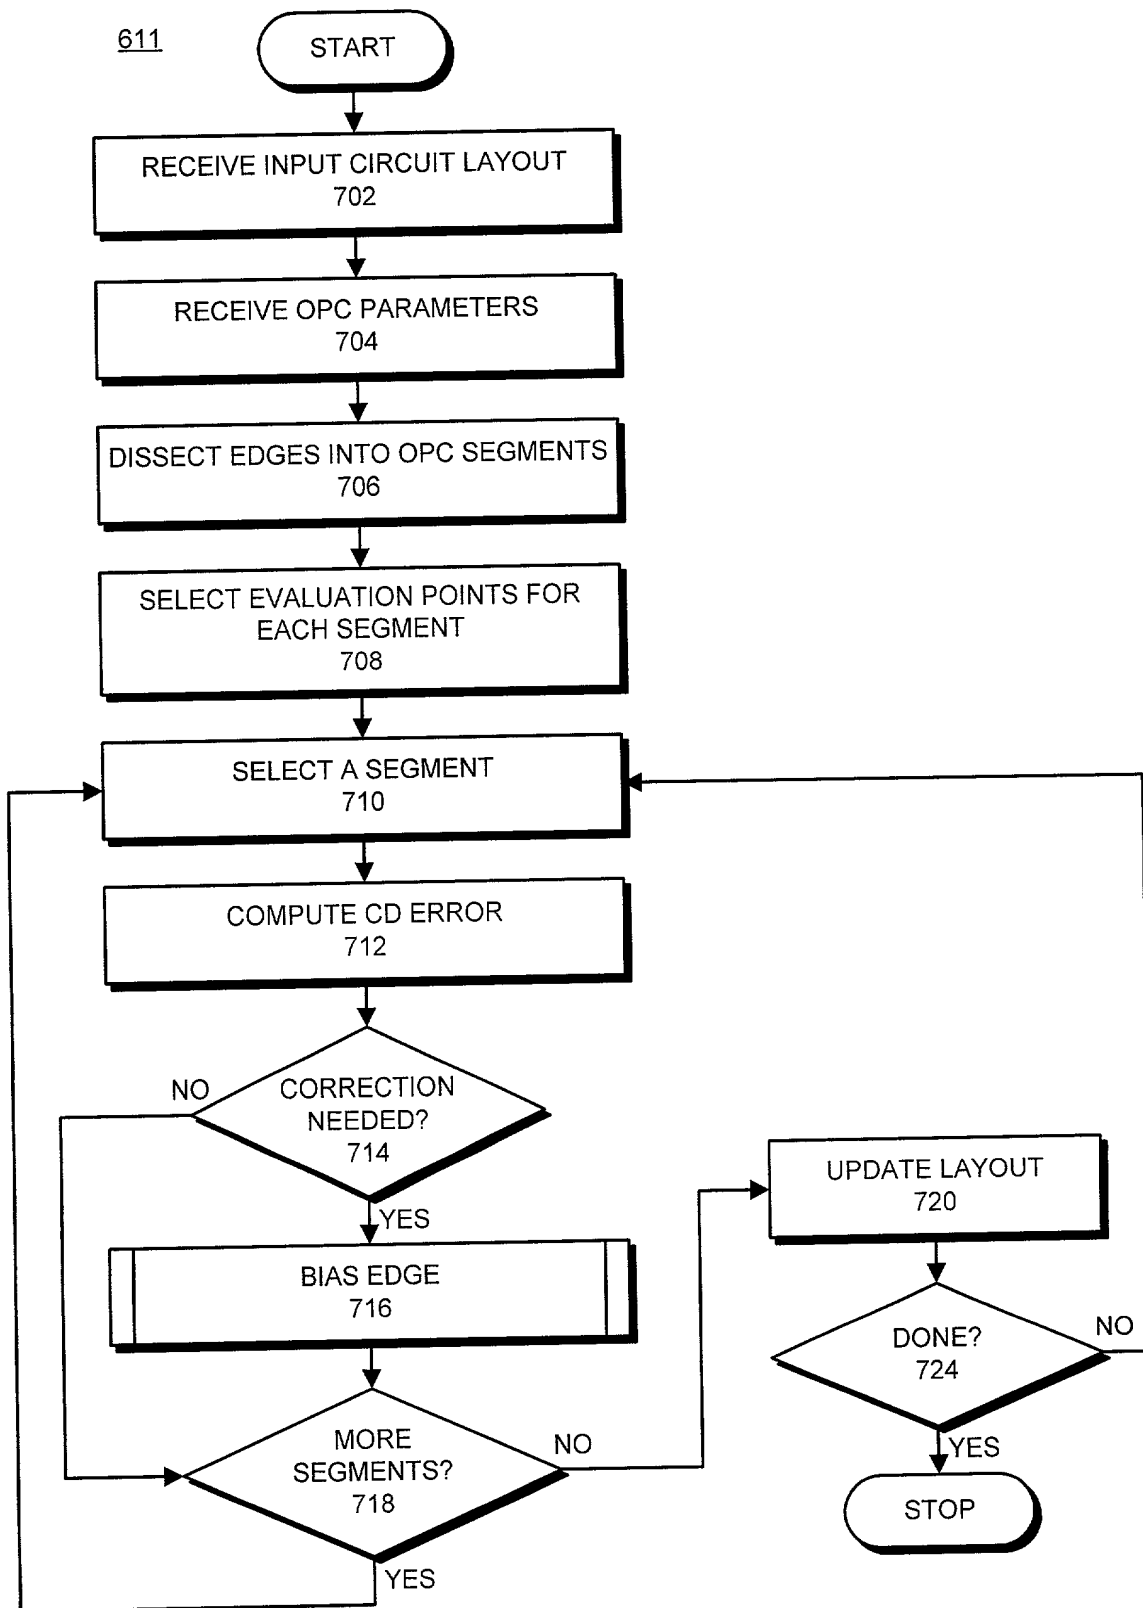 611
START
RECEIVE INPUT CIRCUIT LAYOUT
702
RECEIVE OPC PARAMETERS
704
DISSECT EDGES INTO OPC SEGMENTS
706
SELECT EVALUATION POINTS FOR
EACH SEGMENT
708
SELECT A SEGMENT
710
COMPUTE CD ERROR
712
NO
CORRECTION
NEEDED?
714
YES
BIAS EDGE
716
MORE
SEGMENTS?
718
NO
YES
UPDATE LAYOUT
720
DONE?
724
NO
YES
STOP